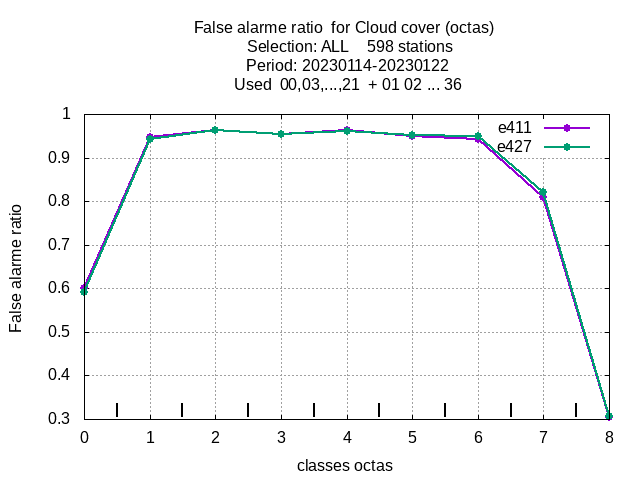 False alarme ratio  for Cloud cover (octas)
Selection: ALL    598 stations
Period: 20230114-20230122
Used  00,03,...,21  + 01 02 ... 36
e411
e427
False alarme ratio
1
0.9
0.8
0.7
0.6
0.5
0.4
0.3
0 1 2 3 4 5 6 7 8
classes octas